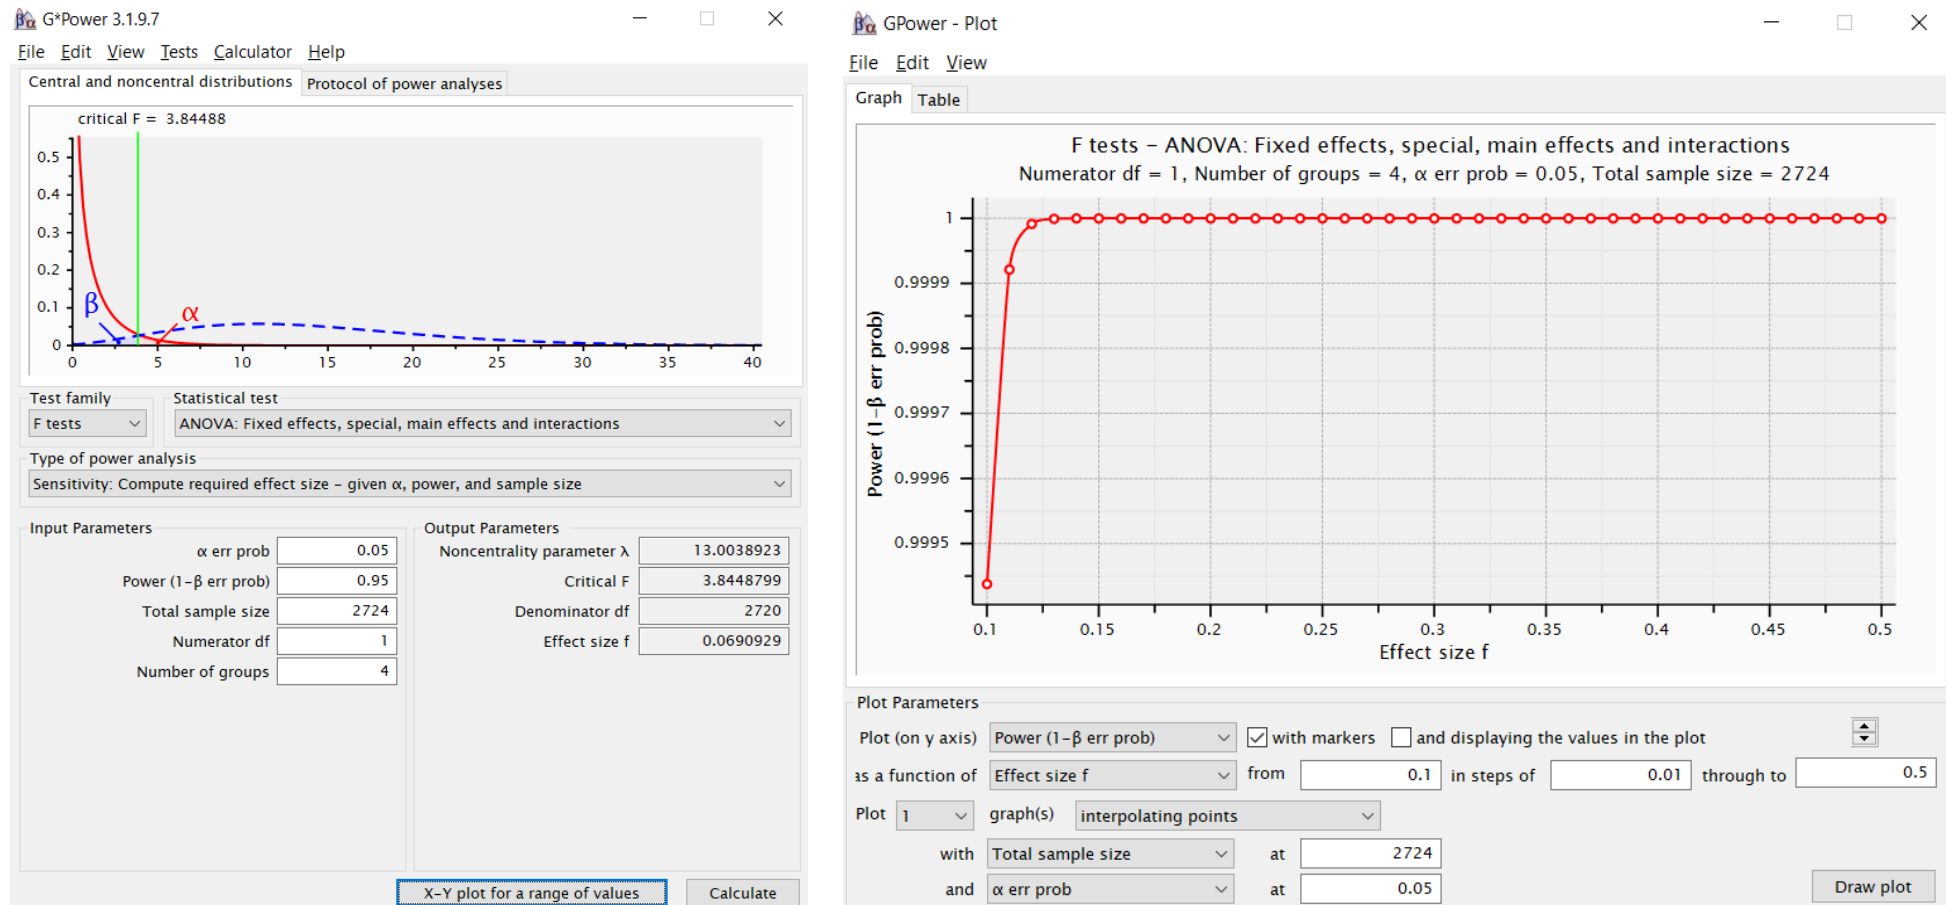 G*Power 3.1.9.7
File Edit View Tests Calculator Help
Central and noncentral distributions Protocol of power analyses
critical F = 3.84488
0.5
0.4
0.3
0.2
0.1
0
β
α
0 5 10 15 20 25 30 35 40
Test family Statistical test
F tests ANOVA: Fixed effects, special, main effects and interactions
Type of power analysis
Sensitivity: Compute required effect size - given α, power, and sample size
Input Parameters
α err prob 0.05
Power (1-β err prob) 0.95
Total sample size 2724
Numerator df 1
Number of groups 4
Output Parameters
Noncentrality parameter λ 13.0038923
Critical F 3.8448799
Denominator df 2720
Effect size f 0.0690929
X-Y plot for a range of values Calculate
GPower - Plot
File Edit View
Graph Table
F tests - ANOVA: Fixed effects, special, main effects and interactions
Numerator df = 1, Number of groups = 4, α err prob = 0.05, Total sample size = 2724
Power (1-β err prob)
1
0.9999
0.9998
0.9997
0.9996
0.9995
0.1 0.15 0.2 0.25 0.3 0.35 0.4 0.45 0.5
Effect size f
Plot Parameters
Plot (on y axis) Power (1-β err prob) with markers and displaying the values in the plot
as a function of Effect size f from 0.1 in steps of 0.01 through to 0.5
Plot 1 graph(s) interpolating points
with Total sample size at 2724
and α err prob at 0.05
Draw plot